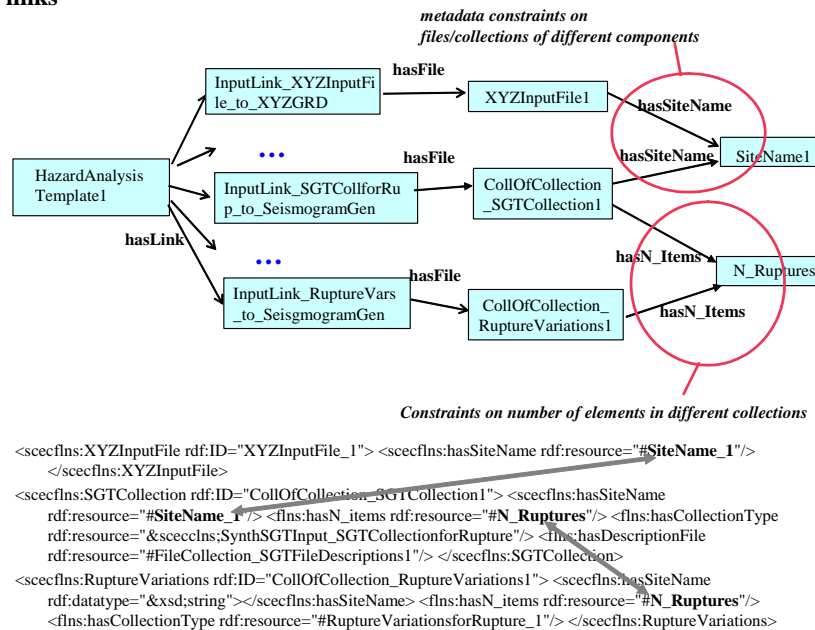 links
metadata constraints on
files/collections of different components
InputLink_XYZInputFi
le_to_XYZGRD
hasFile
XYZInputFile1
hasSiteName
...
HazardAnalysis
Template1
InputLink_SGTCollforRu
p_to_SeismogramGen
hasFile
CollOfCollection
_SGTCollection1
hasSiteName
SiteName1
hasLink
...
InputLink_RuptureVars
_to_SeisgmogramGen
hasFile
CollOfCollection_
RuptureVariations1
hasN_Items
hasN_Items
N_Ruptures
Constraints on number of elements in different collections
<scecflns:XYZInputFile rdf:ID="XYZInputFile_1"> <scecflns:hasSiteName rdf:resource="#SiteName_1"/>
</scecflns:XYZInputFile>
<scecflns:SGTCollection rdf:ID="CollOfCollection_SGTCollection1"> <scecflns:hasSiteName
rdf:resource="#SiteName_1"/> <flns:hasN_items rdf:resource="#N_Ruptures"/> <flns:hasCollectionType
rdf:resource="&scecclns;SynthSGTInput_SGTCollectionforRupture"/> <flns:hasDescriptionFile
rdf:resource="#FileCollection_SGTFileDescriptions1"/> </scecflns:SGTCollection>
<scecflns:RuptureVariations rdf:ID="CollOfCollection_RuptureVariations1"> <scecflns:hasSiteName
rdf:datatype="&xsd;string"></scecflns:hasSiteName> <flns:hasN_items rdf:resource="#N_Ruptures"/>
<flns:hasCollectionType rdf:resource="#RuptureVariationsforRupture_1"/> </scecflns:RuptureVariations>